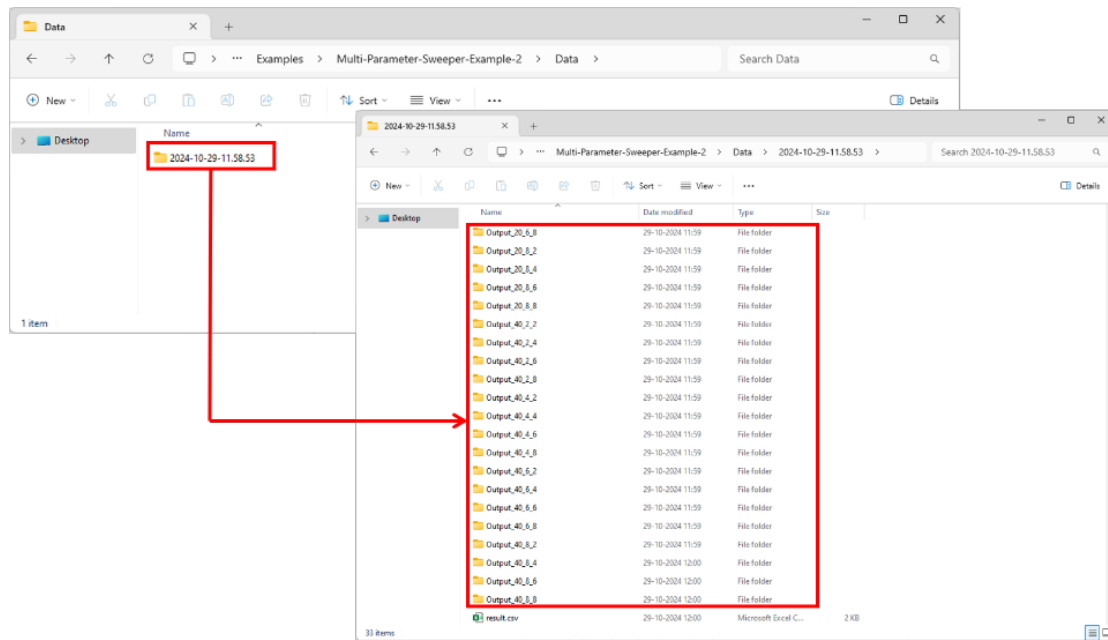 Data
Examples > Multi-Parameter-Sweeper-Example-2 > Data >
Search Data
New
Sort
View
Details
Desktop
Name
2024-10-29-11.58.53
1 item
2024-10-29-11.58.53
Multi-Parameter-Sweeper-Example-2 > Data > 2024-10-29-11.58.53 >
Search 2024-10-29-11.58.53
New
Sort
View
Details
Desktop
Name Date modified Type Size
Output_20_6_8 29-10-2024 11:59 File folder
Output_20_8_2 29-10-2024 11:59 File folder
Output_20_8_4 29-10-2024 11:59 File folder
Output_20_8_6 29-10-2024 11:59 File folder
Output_20_8_8 29-10-2024 11:59 File folder
Output_40_2_2 29-10-2024 11:59 File folder
Output_40_2_4 29-10-2024 11:59 File folder
Output_40_2_6 29-10-2024 11:59 File folder
Output_40_2_8 29-10-2024 11:59 File folder
Output_40_4_2 29-10-2024 11:59 File folder
Output_40_4_4 29-10-2024 11:59 File folder
Output_40_4_6 29-10-2024 11:59 File folder
Output_40_4_8 29-10-2024 11:59 File folder
Output_40_6_2 29-10-2024 11:59 File folder
Output_40_6_4 29-10-2024 11:59 File folder
Output_40_6_6 29-10-2024 11:59 File folder
Output_40_6_8 29-10-2024 11:59 File folder
Output_40_8_2 29-10-2024 11:59 File folder
Output_40_8_4 29-10-2024 12:00 File folder
Output_40_8_6 29-10-2024 12:00 File folder
Output_40_8_8 29-10-2024 12:00 File folder
result.csv 29-10-2024 12:00 Microsoft Excel C... 2 KB
33 items